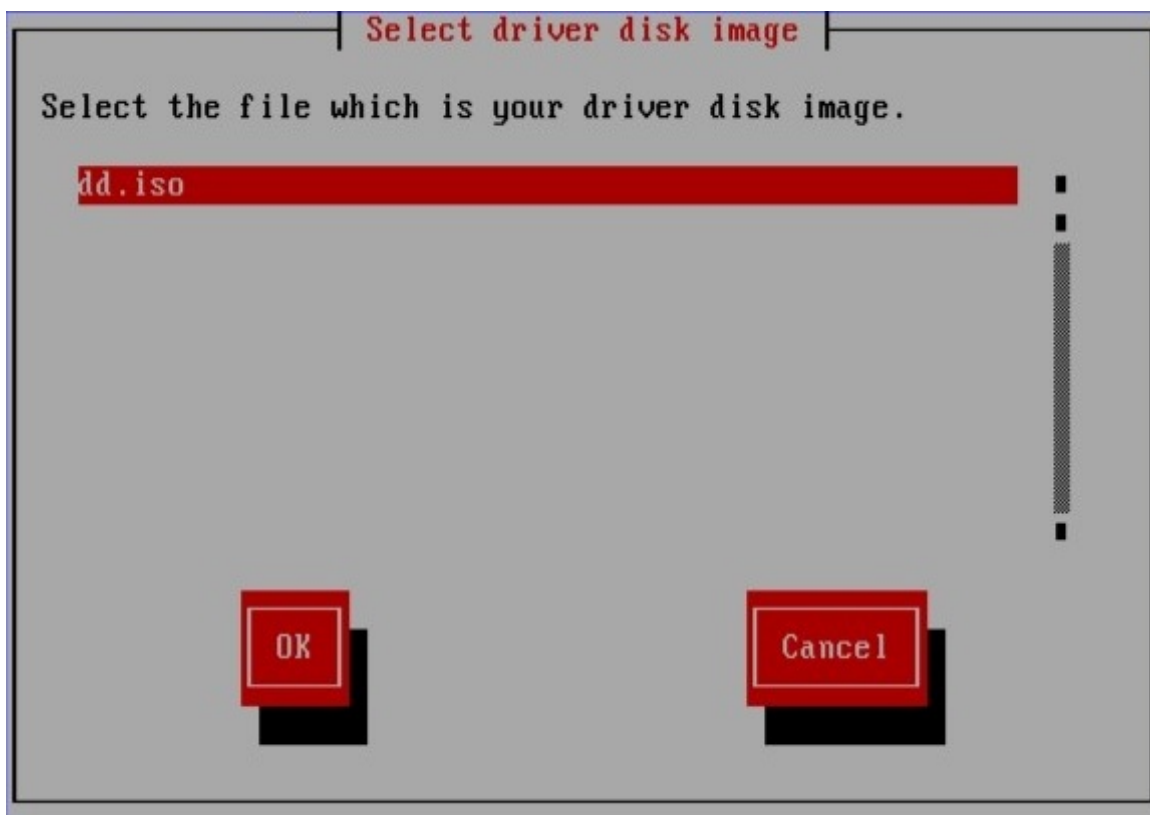 Select driver disk image
Select the file which is your driver disk image.
dd.iso
OK
Cancel